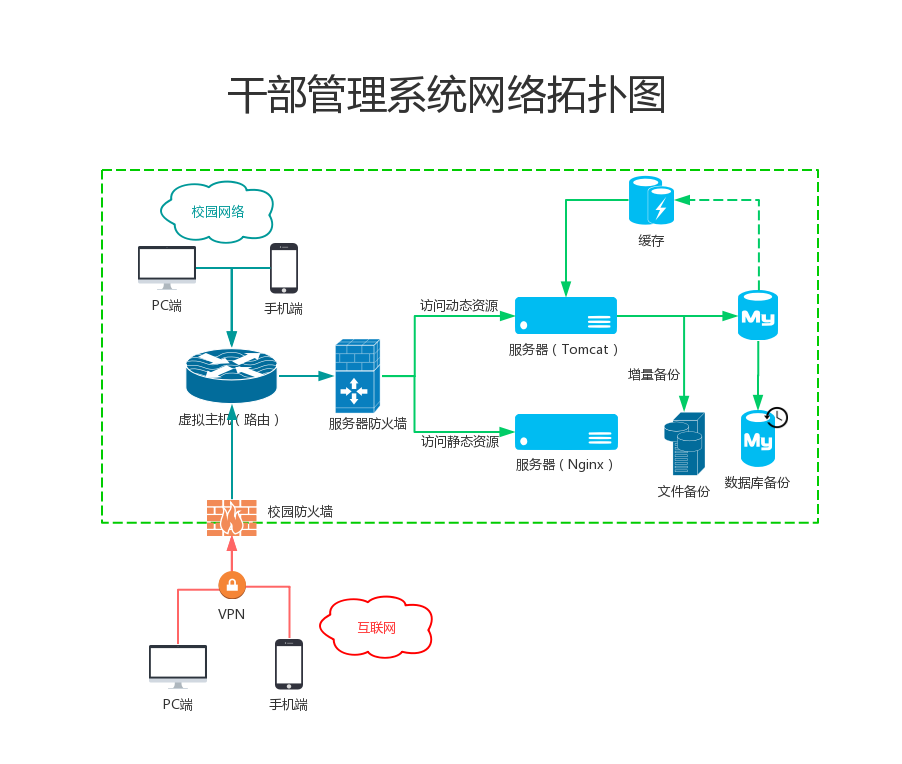 干部管理系统网络拓扑图
校园网络
缓存
PC端
手机端
访问动态资源
My
服务器（Tomcat）
增量备份
虚拟主机（路由）
服务器防火墙
访问静态资源
My
服务器（Nginx）
文件备份
数据库备份
校园防火墙
VPN
互联网
PC端
手机端